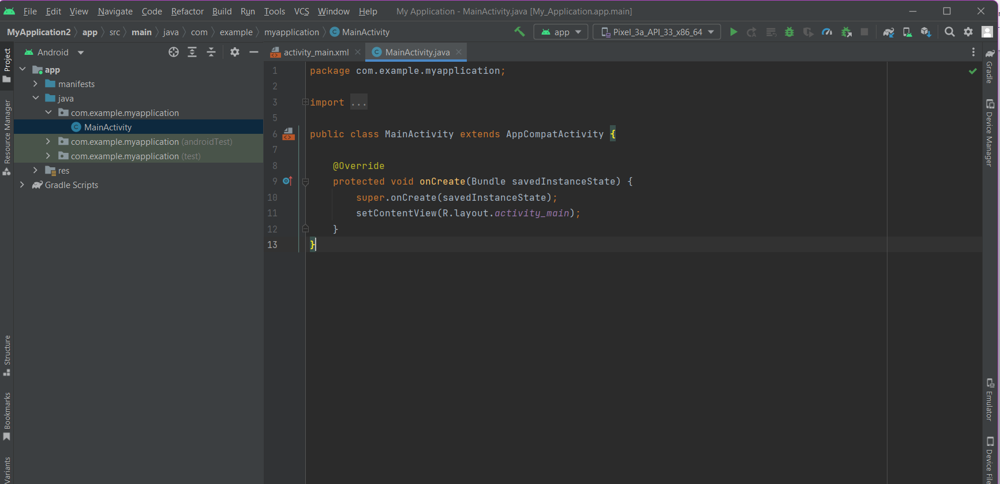 File Edit View Navigate Code Refactor Build Run Tools VCS Window Help My Application - MainActivity.java [My_Application.app.main]
MyApplication2 app src main java com example myapplication MainActivity app Pixel_3a_API_33_x86_64
Android
activity_main.xml MainActivity.java
app
manifests
java
com.example.myapplication
MainActivity
com.example.myapplication (androidTest)
com.example.myapplication (test)
res
Gradle Scripts
1 package com.example.myapplication;
2
3 import ...
5
6 public class MainActivity extends AppCompatActivity {
7
8 @Override
9 protected void onCreate(Bundle savedInstanceState) {
10 super.onCreate(savedInstanceState);
11 setContentView(R.layout.activity_main);
12 }
13 }
Project
Resource Manager
Structure
Bookmarks
Variants
Gradle
Device Manager
Emulator
Device File